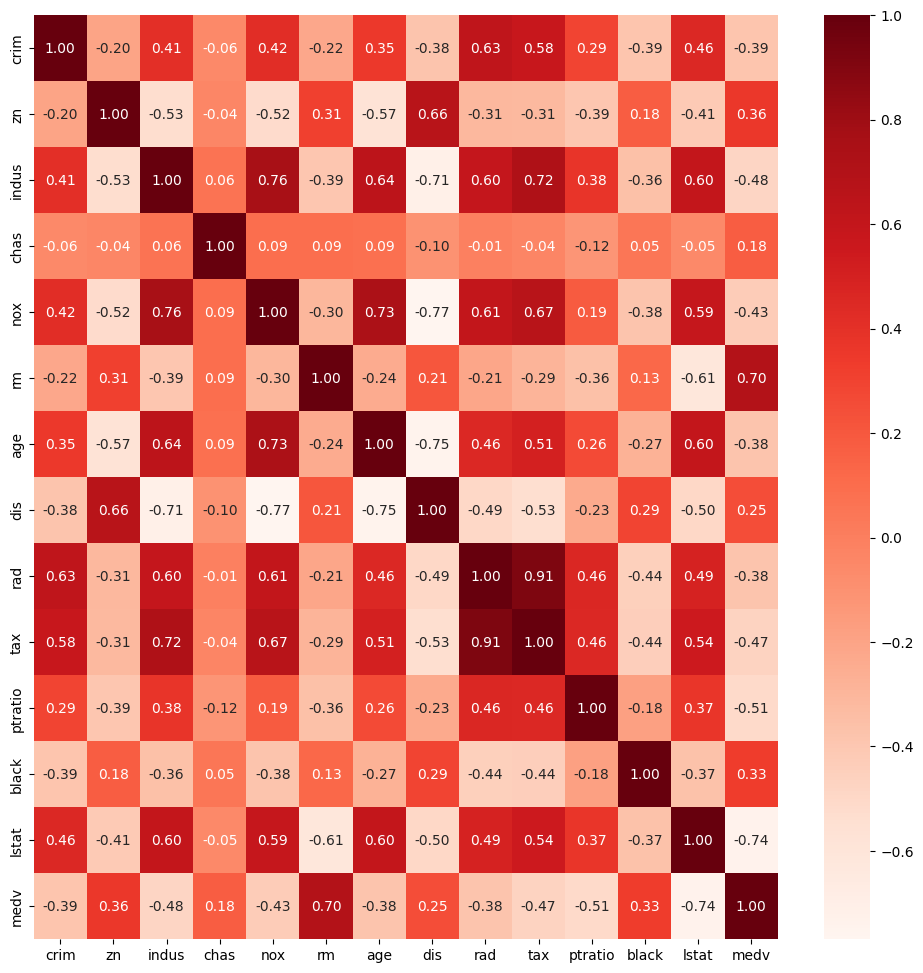 crim 1.00 -0.20 0.41 -0.06 0.42 -0.22 0.35 -0.38 0.63 0.58 0.29 -0.39 0.46 -0.39
zn -0.20 1.00 -0.53 -0.04 -0.52 0.31 -0.57 0.66 -0.31 -0.31 -0.39 0.18 -0.41 0.36
indus 0.41 -0.53 1.00 0.06 0.76 -0.39 0.64 -0.71 0.60 0.72 0.38 -0.36 0.60 -0.48
chas -0.06 -0.04 0.06 1.00 0.09 0.09 0.09 -0.10 -0.01 -0.04 -0.12 0.05 -0.05 0.18
nox 0.42 -0.52 0.76 0.09 1.00 -0.30 0.73 -0.77 0.61 0.67 0.19 -0.38 0.59 -0.43
rm -0.22 0.31 -0.39 0.09 -0.30 1.00 -0.24 0.21 -0.21 -0.29 -0.36 0.13 -0.61 0.70
age 0.35 -0.57 0.64 0.09 0.73 -0.24 1.00 -0.75 0.46 0.51 0.26 -0.27 0.60 -0.38
dis -0.38 0.66 -0.71 -0.10 -0.77 0.21 -0.75 1.00 -0.49 -0.53 -0.23 0.29 -0.50 0.25
rad 0.63 -0.31 0.60 -0.01 0.61 -0.21 0.46 -0.49 1.00 0.91 0.46 -0.44 0.49 -0.38
tax 0.58 -0.31 0.72 -0.04 0.67 -0.29 0.51 -0.53 0.91 1.00 0.46 -0.44 0.54 -0.47
ptratio 0.29 -0.39 0.38 -0.12 0.19 -0.36 0.26 -0.23 0.46 0.46 1.00 -0.18 0.37 -0.51
black -0.39 0.18 -0.36 0.05 -0.38 0.13 -0.27 0.29 -0.44 -0.44 -0.18 1.00 -0.37 0.33
lstat 0.46 -0.41 0.60 -0.05 0.59 -0.61 0.60 -0.50 0.49 0.54 0.37 -0.37 1.00 -0.74
medv -0.39 0.36 -0.48 0.18 -0.43 0.70 -0.38 0.25 -0.38 -0.47 -0.51 0.33 -0.74 1.00
crim zn indus chas nox rm age dis rad tax ptratio black lstat medv
1.0
0.8
0.6
0.4
0.2
0.0
−0.2
−0.4
−0.6